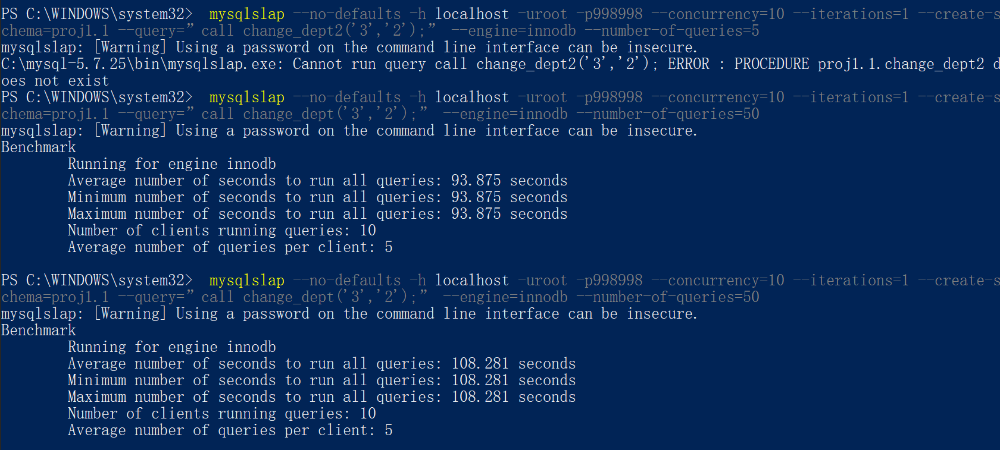 PS C:\WINDOWS\system32>  mysqlslap --no-defaults -h localhost -uroot -p998998 --concurrency=10 --iterations=1 --create-s
chema=proj1.1 --query=” call change_dept2('3','2');”  --engine=innodb --number-of-queries=5
mysqlslap: [Warning] Using a password on the command line interface can be insecure.
C:\mysql-5.7.25\bin\mysqlslap.exe: Cannot run query call change_dept2('3','2'); ERROR : PROCEDURE proj1.1.change_dept2 d
oes not exist
PS C:\WINDOWS\system32>  mysqlslap --no-defaults -h localhost -uroot -p998998 --concurrency=10 --iterations=1 --create-s
chema=proj1.1 --query=” call change_dept('3','2');”  --engine=innodb --number-of-queries=50
mysqlslap: [Warning] Using a password on the command line interface can be insecure.
Benchmark
        Running for engine innodb
        Average number of seconds to run all queries: 93.875 seconds
        Minimum number of seconds to run all queries: 93.875 seconds
        Maximum number of seconds to run all queries: 93.875 seconds
        Number of clients running queries: 10
        Average number of queries per client: 5
PS C:\WINDOWS\system32>  mysqlslap --no-defaults -h localhost -uroot -p998998 --concurrency=10 --iterations=1 --create-s
chema=proj1.1 --query=” call change_dept('3','2');”  --engine=innodb --number-of-queries=50
mysqlslap: [Warning] Using a password on the command line interface can be insecure.
Benchmark
        Running for engine innodb
        Average number of seconds to run all queries: 108.281 seconds
        Minimum number of seconds to run all queries: 108.281 seconds
        Maximum number of seconds to run all queries: 108.281 seconds
        Number of clients running queries: 10
        Average number of queries per client: 5